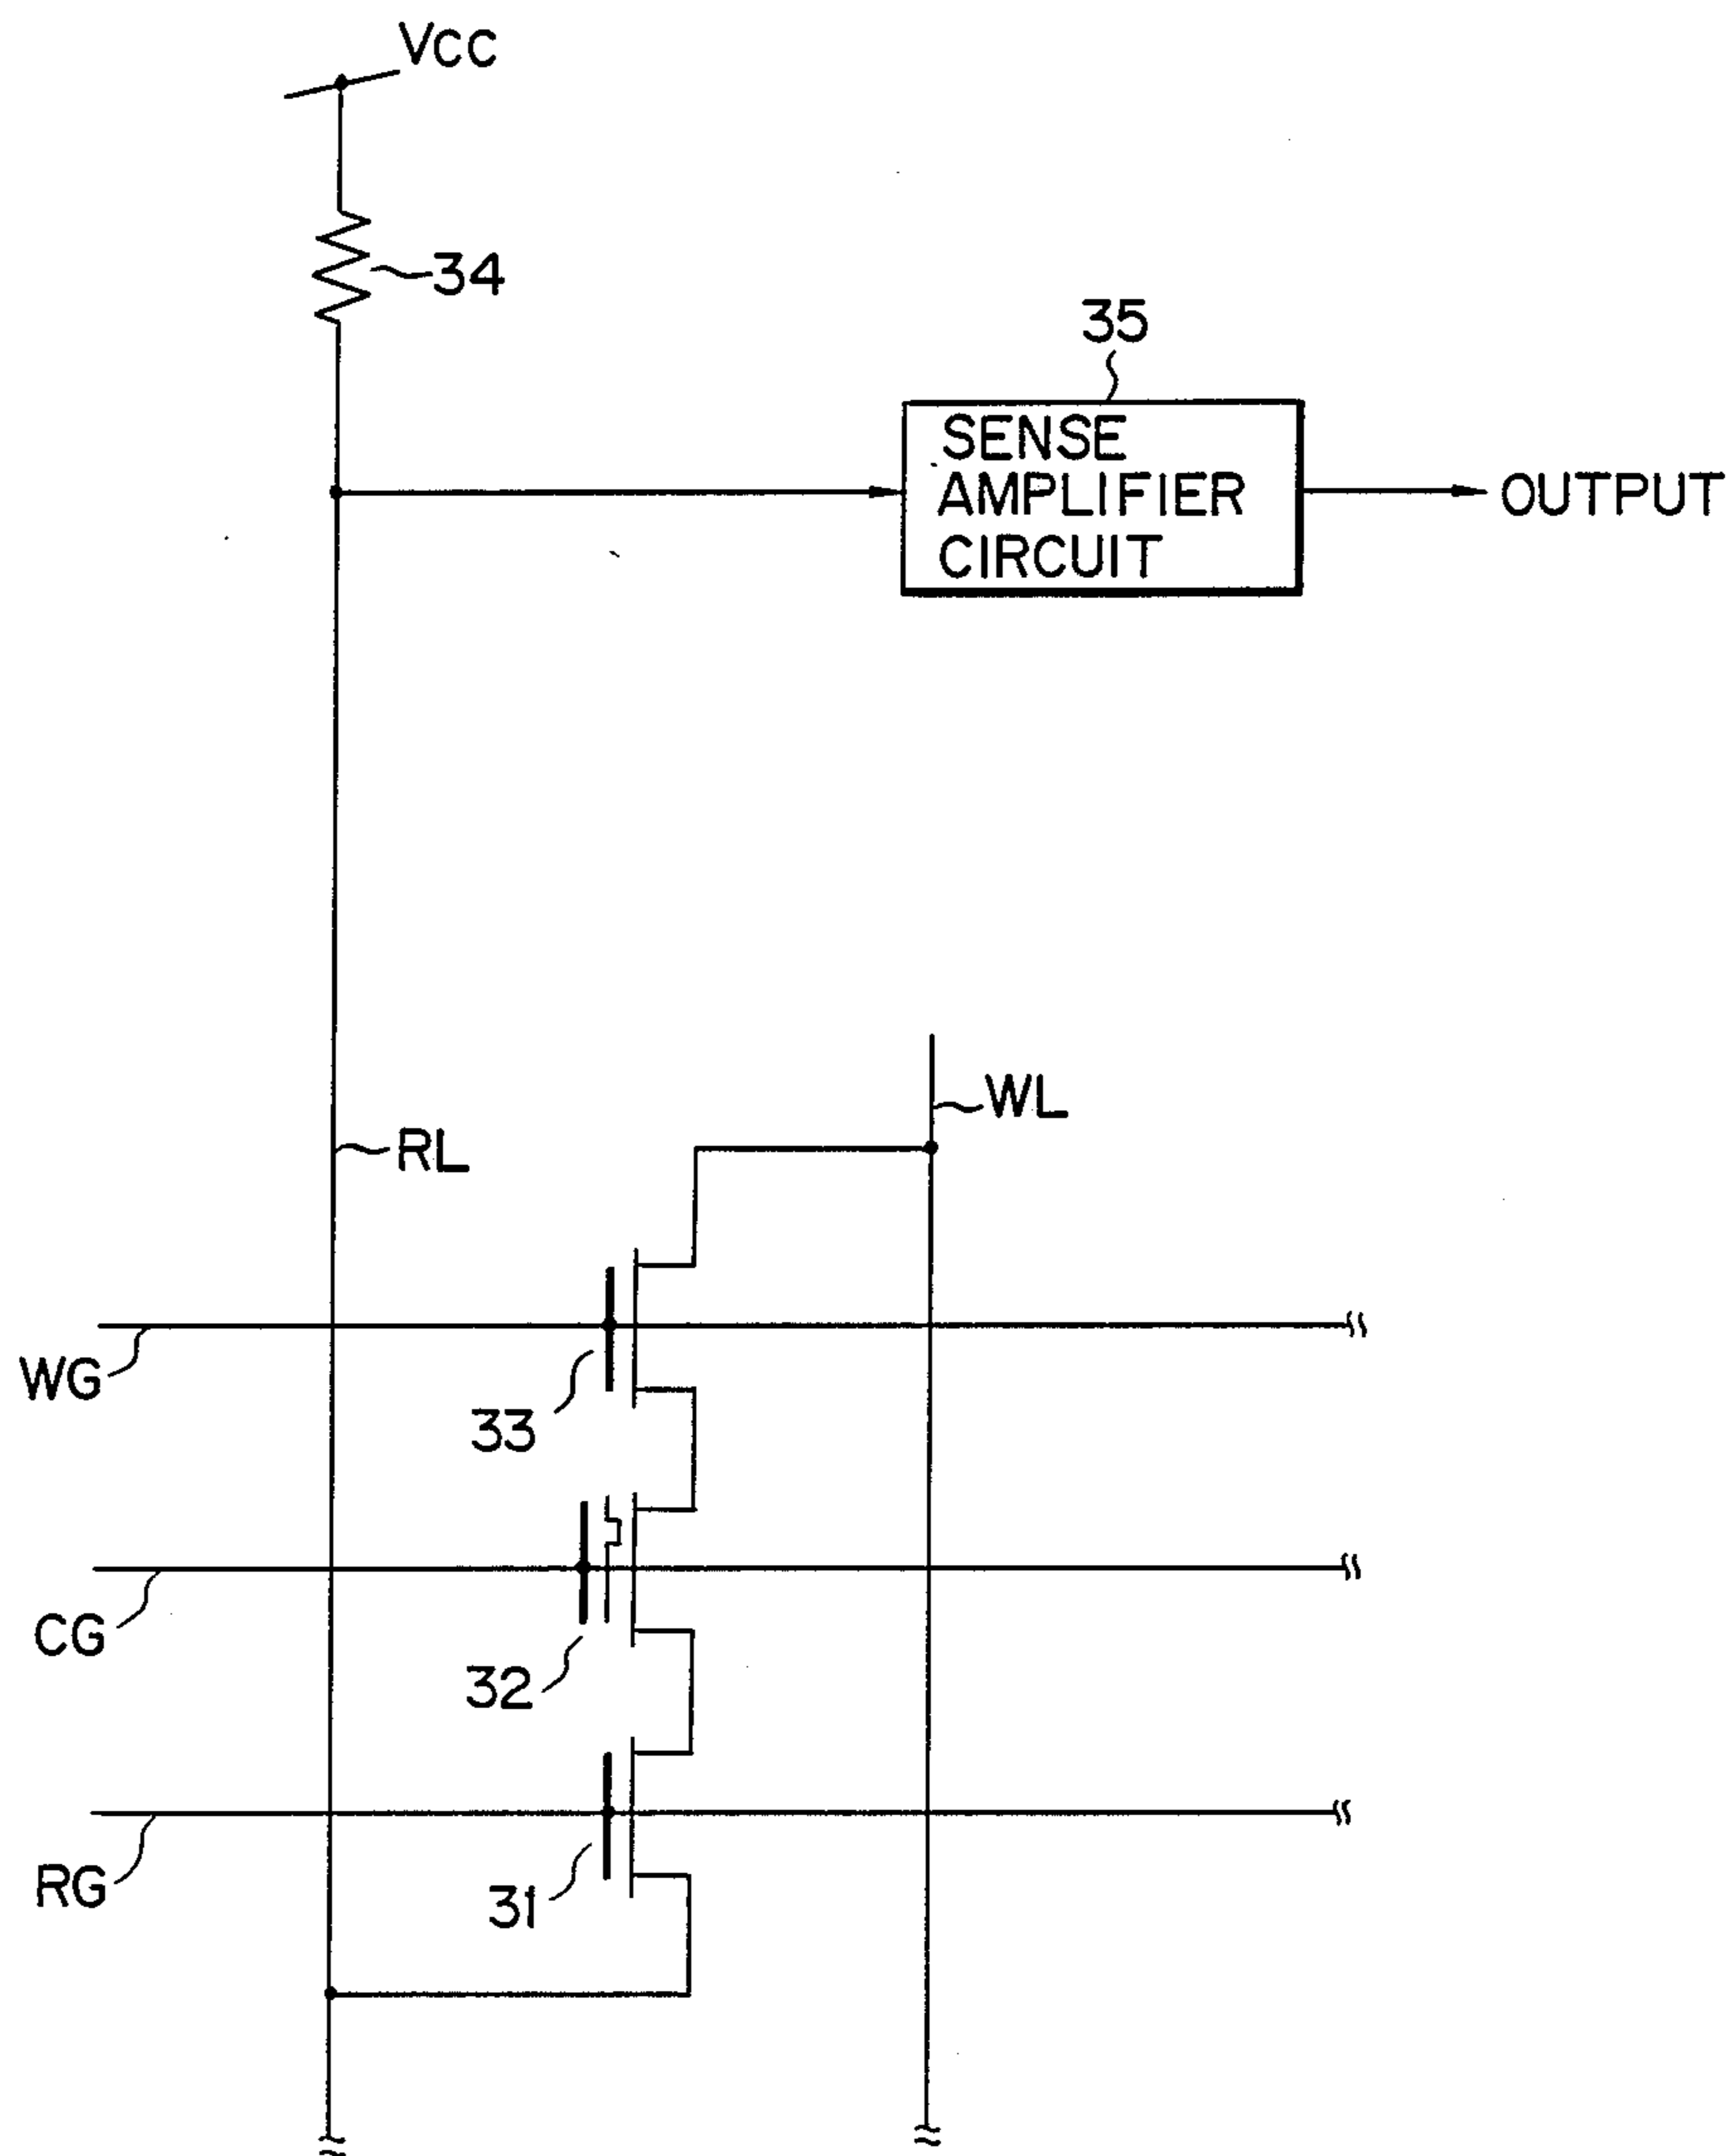 VCC
34
35
SENSE
AMPLIFIER
CIRCUIT
OUTPUT
WL
RL
WG
33
CG
32
RG
31